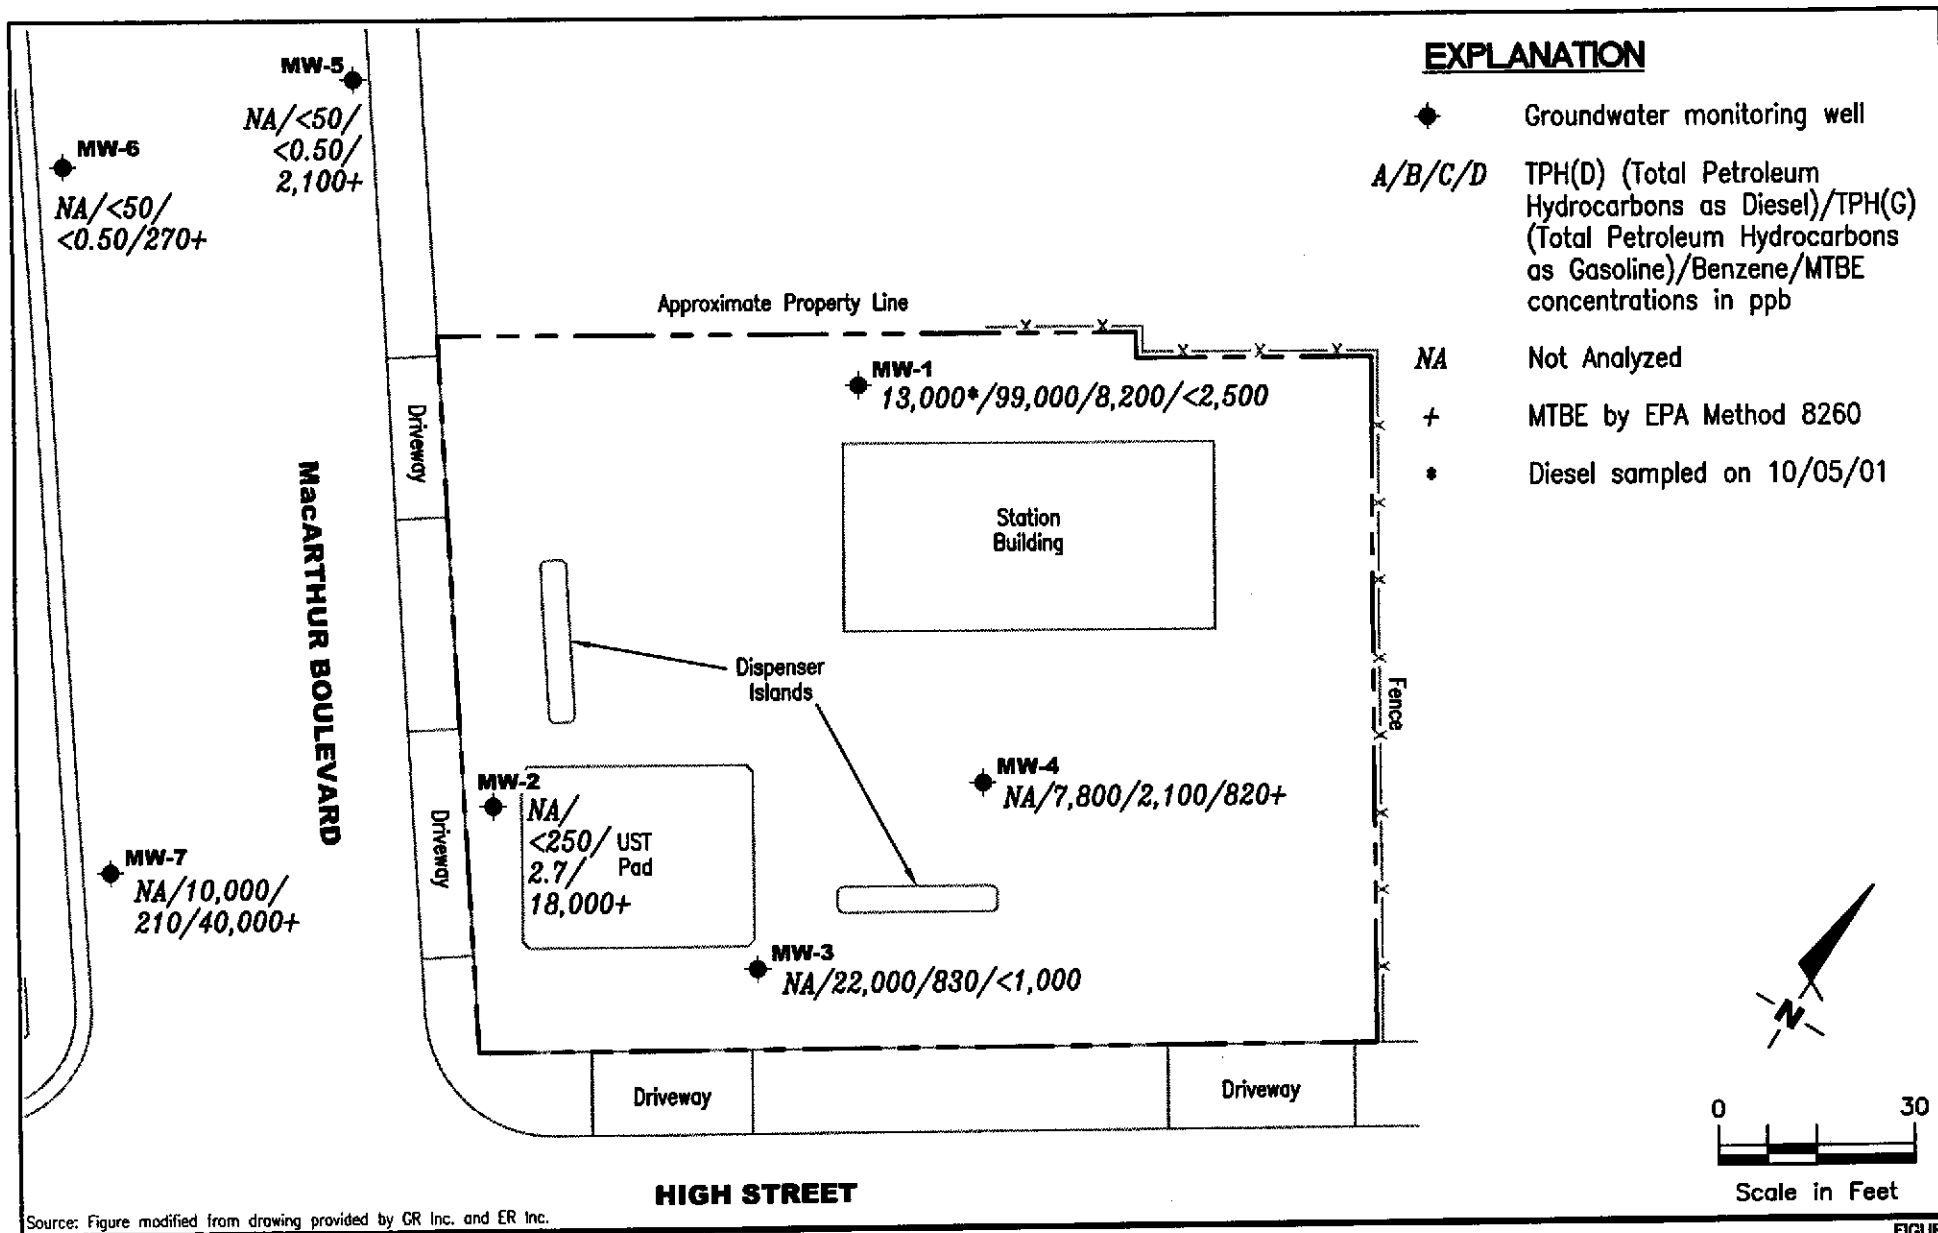 EXPLANATION
Groundwater monitoring well
A/B/C/D
TPH(D) (Total Petroleum
Hydrocarbons as Diesel)/TPH(G)
(Total Petroleum Hydrocarbons
as Gasoline)/Benzene/MTBE
concentrations in ppb
NA
Not Analyzed
+
MTBE by EPA Method 8260
*
Diesel sampled on 10/05/01
MW-5
NA/<50/
<0.50/
2,100+
MW-6
NA/<50/
<0.50/270+
Approximate Property Line
MW-1
13,000*/99,000/8,200/<2,500
Driveway
MacARTHUR BOULEVARD
Station
Building
Dispenser
Islands
Fence
MW-2
NA/
<250/
2.7/
18,000+
UST
Pad
MW-4
NA/7,800/2,100/820+
Driveway
MW-7
NA/10,000/
210/40,000+
MW-3
NA/22,000/830/<1,000
N
Driveway
Driveway
0 30
Scale in Feet
HIGH STREET
Source: Figure modified from drawing provided by GR Inc. and ER Inc.